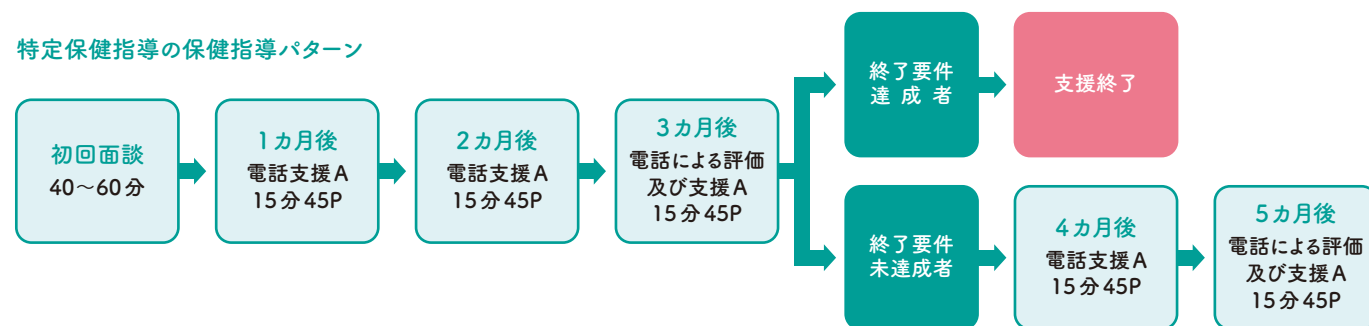 特定保健指導の保健指導パターン
初回面談
40〜60分
1カ月後
電話支援A
15分45P
2カ月後
電話支援A
15分45P
3カ月後
電話による評価
及び支援A
15分45P
終了要件
達成者
支援終了
終了要件
未達成者
4カ月後
電話支援A
15分45P
5カ月後
電話による評価
及び支援A
15分45P